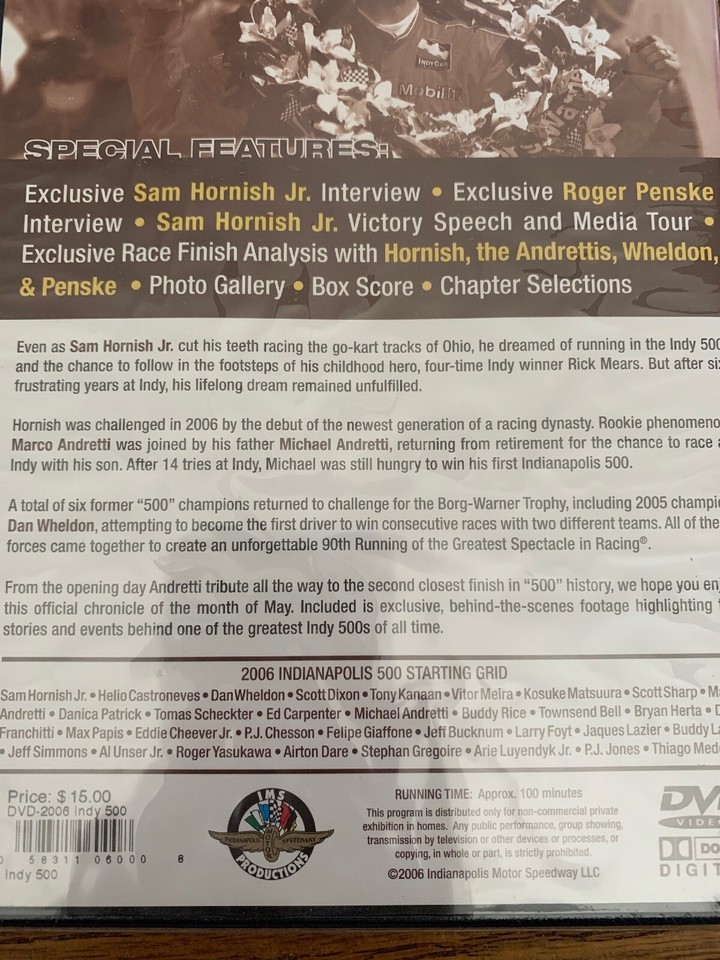 INDYCAR
Mobil 1
SPECIAL FEATURES:
Exclusive Sam Hornish Jr. Interview • Exclusive Roger Penske
Interview • Sam Hornish Jr. Victory Speech and Media Tour •
Exclusive Race Finish Analysis with Hornish, the Andrettis, Wheldon,
& Penske • Photo Gallery • Box Score • Chapter Selections
Even as Sam Hornish Jr. cut his teeth racing the go-kart tracks of Ohio, he dreamed of running in the Indy 500
and the chance to follow in the footsteps of his childhood hero, four-time Indy winner Rick Mears. But after six
frustrating years at Indy, his lifelong dream remained unfulfilled.
Hornish was challenged in 2006 by the debut of the newest generation of a racing dynasty. Rookie phenomeno
Marco Andretti was joined by his father Michael Andretti, returning from retirement for the chance to race a
Indy with his son. After 14 tries at Indy, Michael was still hungry to win his first Indianapolis 500.
A total of six former “500” champions returned to challenge for the Borg-Warner Trophy, including 2005 champi
Dan Wheldon, attempting to become the first driver to win consecutive races with two different teams. All of the
forces came together to create an unforgettable 90th Running of the Greatest Spectacle in Racing®.
From the opening day Andretti tribute all the way to the second closest finish in “500” history, we hope you en
this official chronicle of the month of May. Included is exclusive, behind-the-scenes footage highlighting
stories and events behind one of the greatest Indy 500s of all time.
2006 INDIANAPOLIS 500 STARTING GRID
Sam Hornish Jr. • Helio Castroneves • Dan Wheldon • Scott Dixon • Tony Kanaan • Vitor Meira • Kosuke Matsuura • Scott Sharp • M
Andretti • Danica Patrick • Tomas Scheckter • Ed Carpenter • Michael Andretti • Buddy Rice • Townsend Bell • Bryan Herta • D
Franchitti • Max Papis • Eddie Cheever Jr. • P.J. Chesson • Felipe Giaffone • Jeff Bucknum • Larry Foyt • Jaques Lazier • Buddy La
• Jeff Simmons • Al Unser Jr. • Roger Yasukawa • Airton Dare • Stephan Gregoire • Arie Luyendyk Jr. • P.J. Jones • Thiago Med
Price: $ 15.00
DVD-2006 Indy 500
0 58311 06000 8
Indy 500
IMS
INDIANAPOLIS SPEEDWAY
PRODUCTIONS
RUNNING TIME: Approx. 100 minutes
This program is distributed only for non-commercial private
exhibition in homes. Any public performance, group showing,
transmission by television or other devices or processes, or
copying, in whole or part, is strictly prohibited.
©2006 Indianapolis Motor Speedway LLC
DVD
VIDE
DO
DIGIT